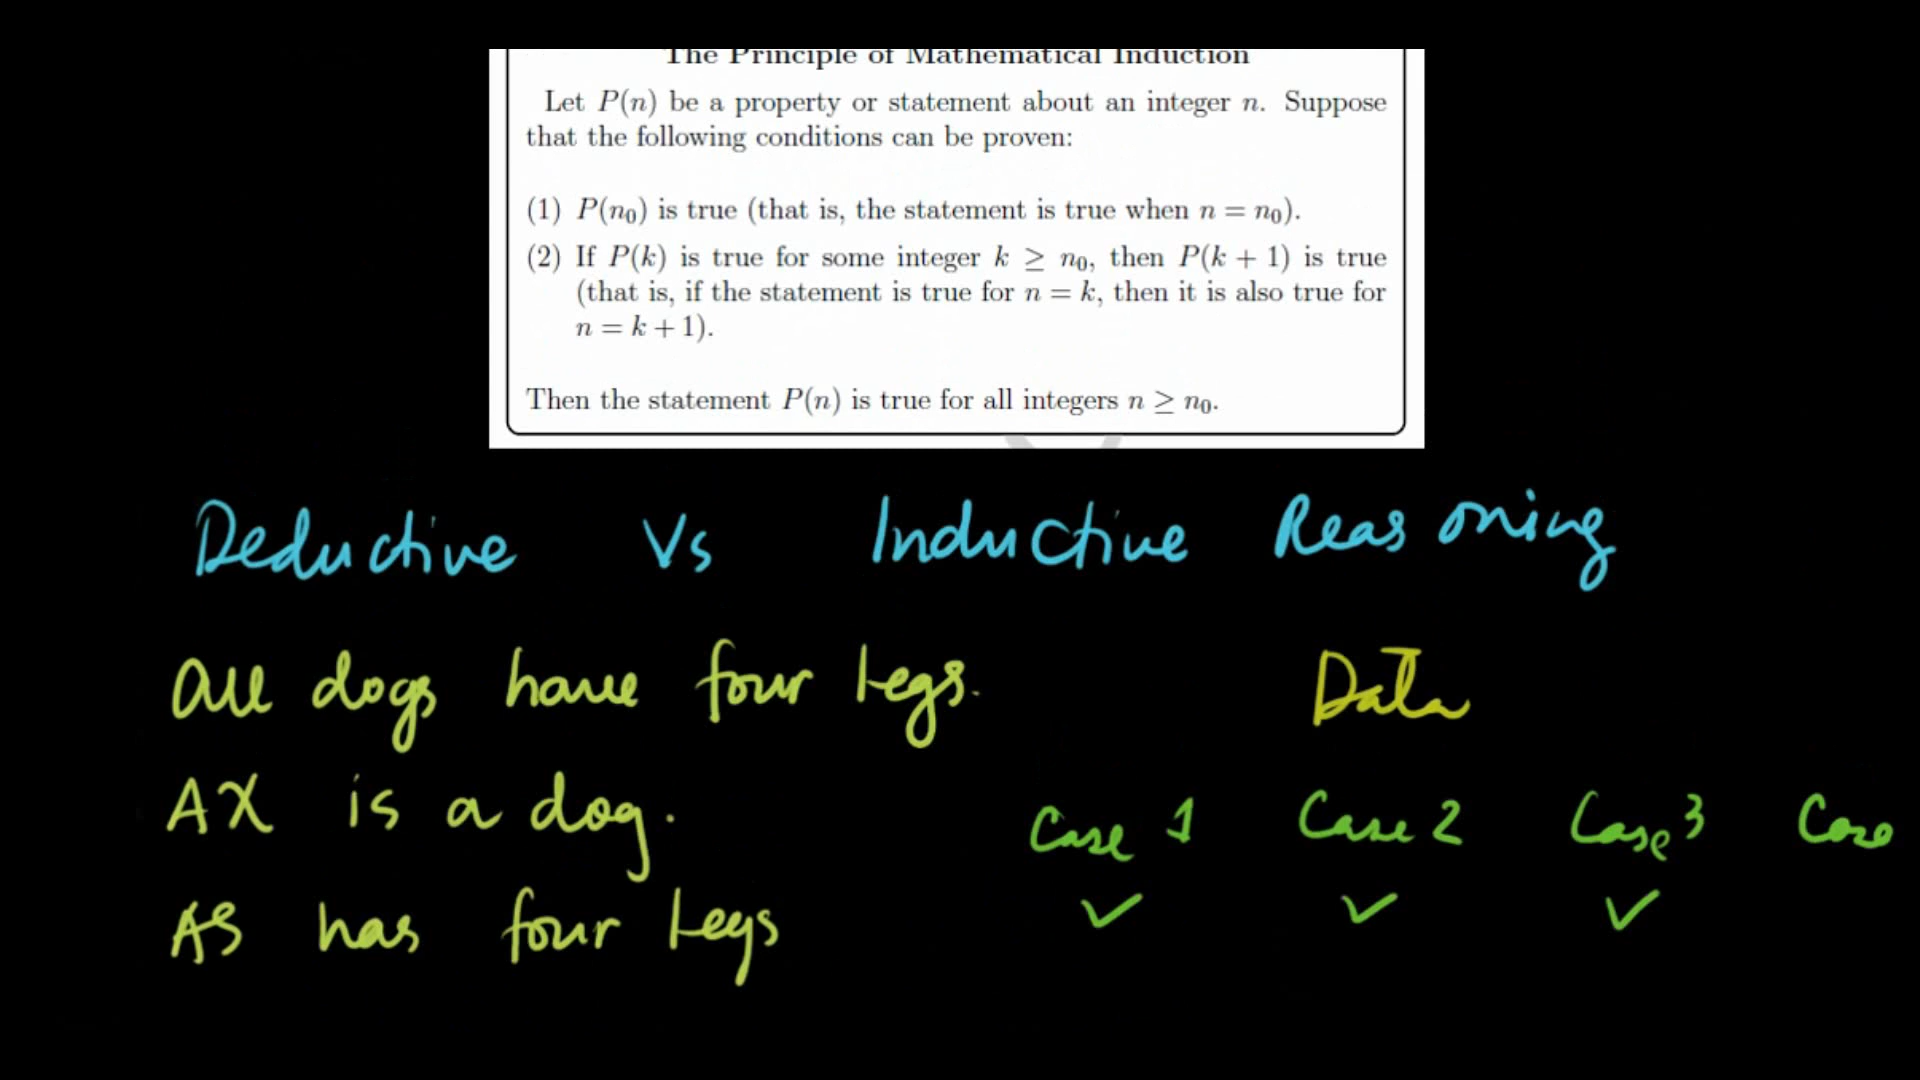 The Principle of Mathematical Induction
Let P(n) be a property or statement about an integer n. Suppose
that the following conditions can be proven:
(1) P(n₀) is true (that is, the statement is true when n = n₀).
(2) If P(k) is true for some integer k ≥ n₀, then P(k + 1) is true
(that is, if the statement is true for n = k, then it is also true for
n = k + 1).
Then the statement P(n) is true for all integers n ≥ n₀.
Deductive Vs Inductive Reasoning
All dogs have four legs.
Data
AX is a dog.
Case 1 Case 2 Case 3 Case
✓ ✓ ✓
AS has four legs